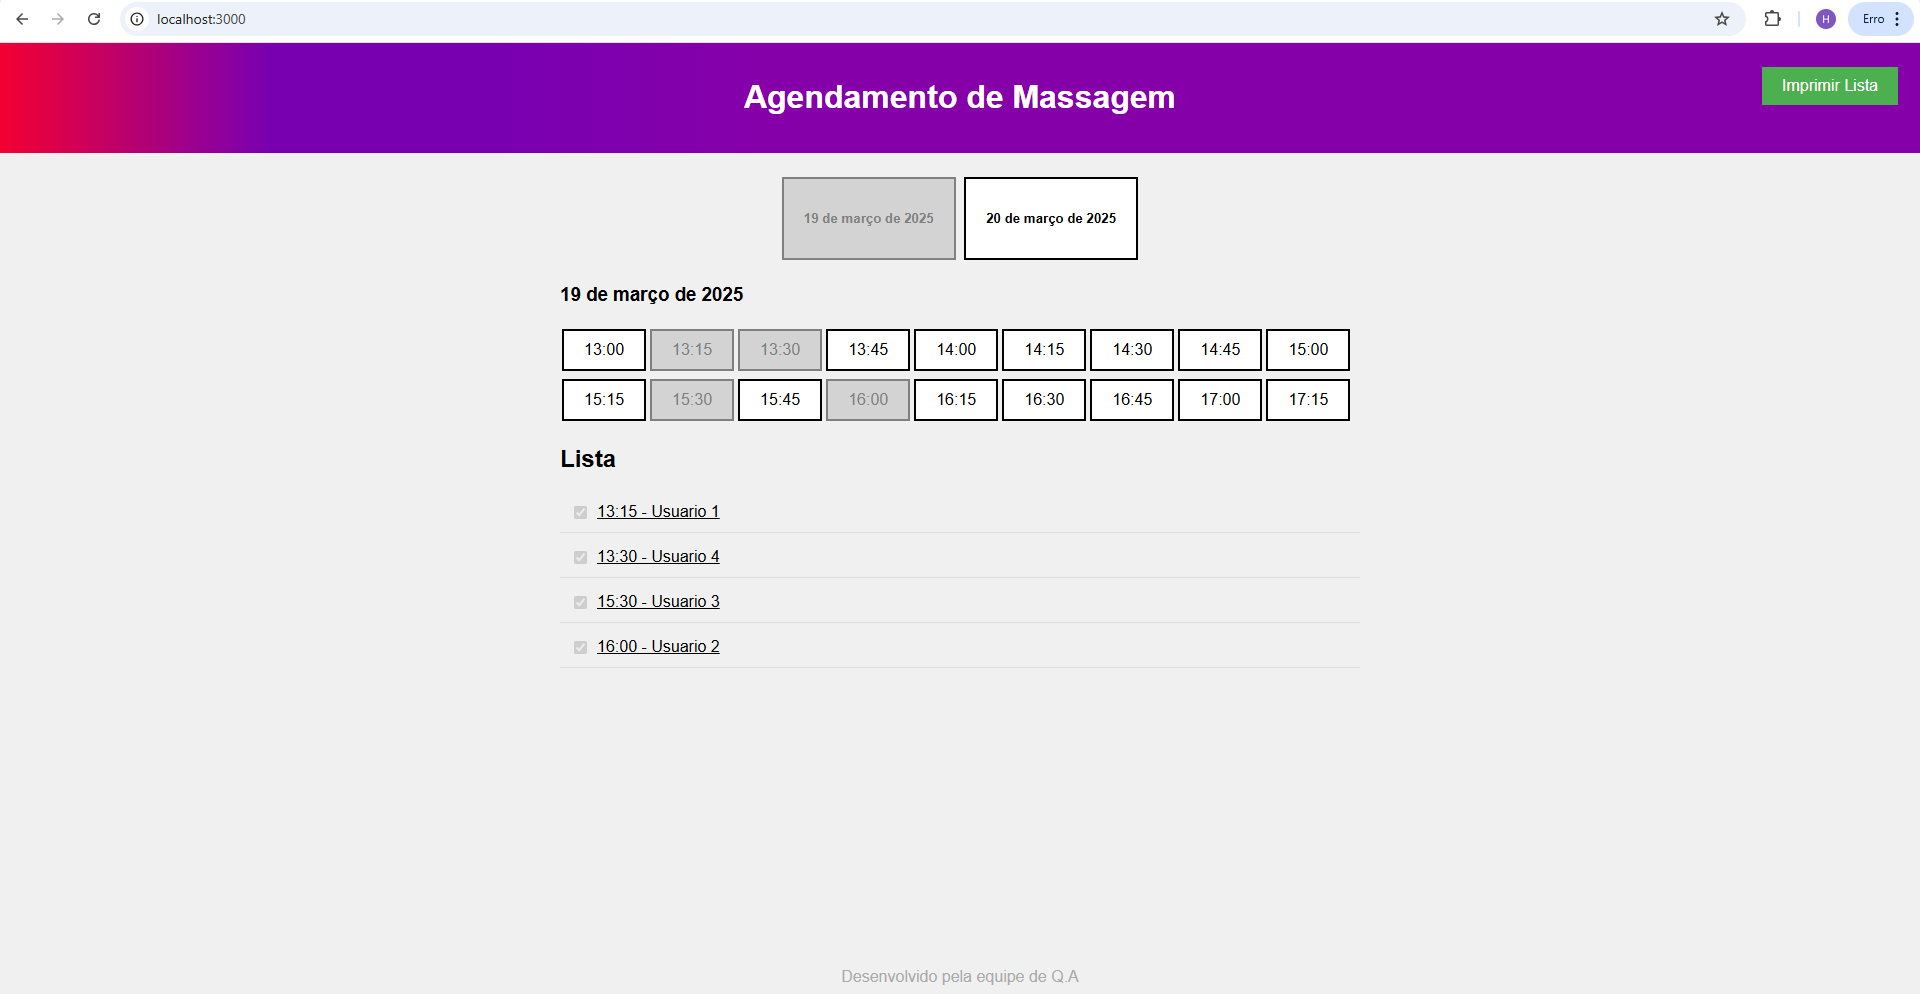 localhost:3000
H
Erro
Agendamento de Massagem
Imprimir Lista
19 de março de 2025
20 de março de 2025
19 de março de 2025
13:00 13:15 13:30 13:45 14:00 14:15 14:30 14:45 15:00
15:15 15:30 15:45 16:00 16:15 16:30 16:45 17:00 17:15
Lista
13:15 - Usuario 1
13:30 - Usuario 4
15:30 - Usuario 3
16:00 - Usuario 2
Desenvolvido pela equipe de Q.A